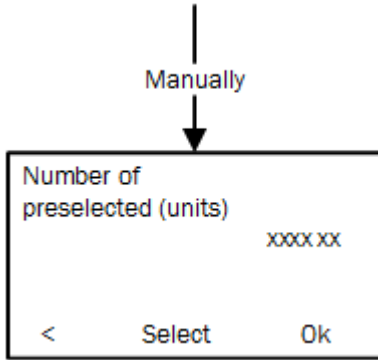 Manually
Number of
preselected (units)
xxxx xx
< Select Ok